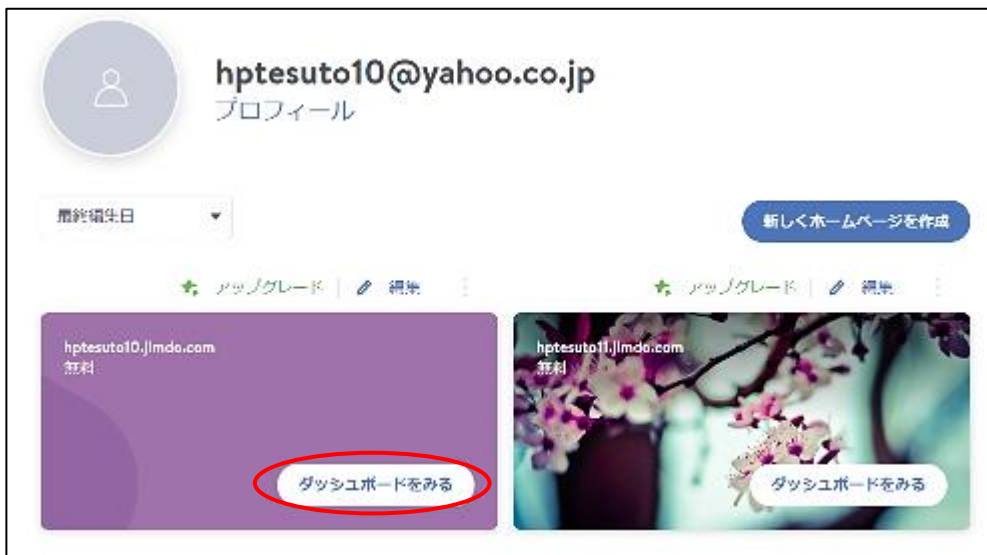 hptesuto10@yahoo.co.jp
プロフィール
最終編集日
新しくホームページを作成
アップグレード 編集
アップグレード 編集
hptesuto10.jimdo.com
無料
hptesuto11.jimdo.com
無料
ダッシュボードをみる
ダッシュボードをみる